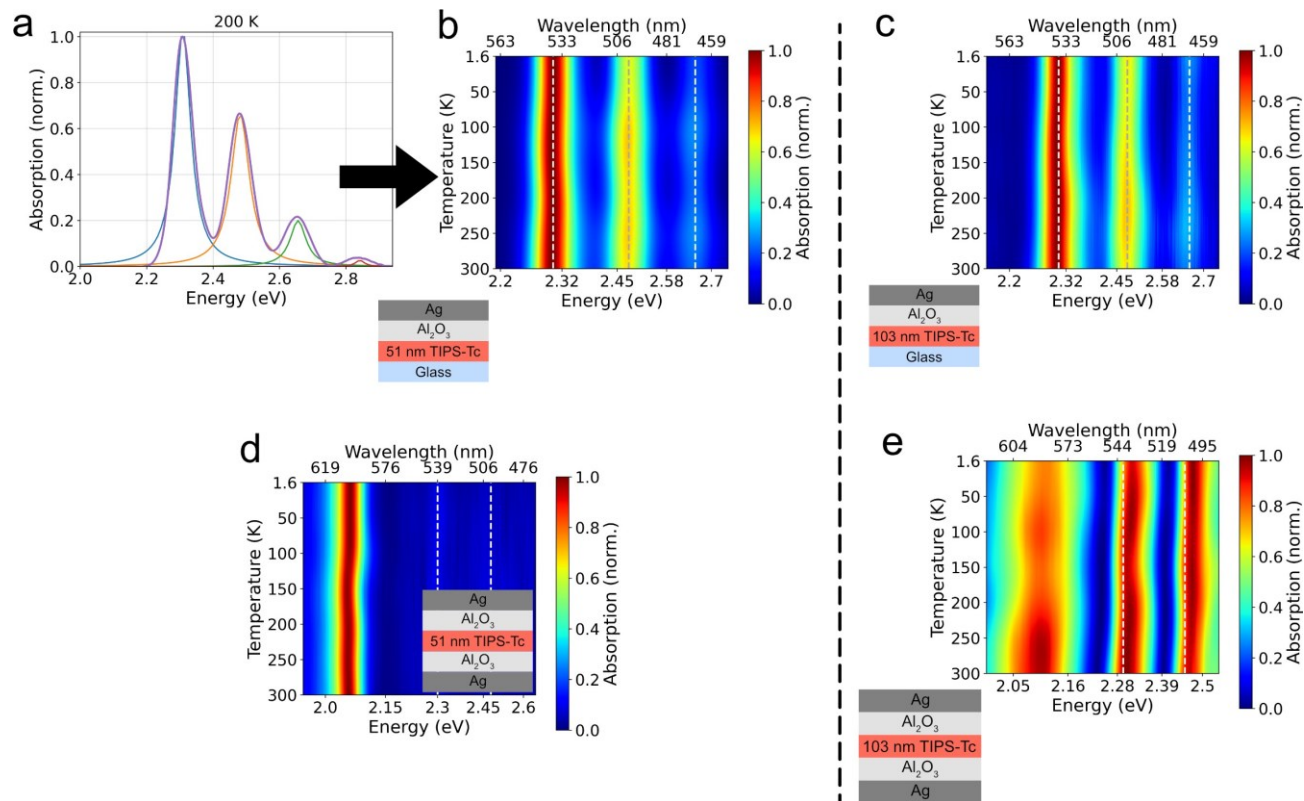 a
200 K
Absorption (norm.)
1.0
0.8
0.6
0.4
0.2
0.0
2.0 2.2 2.4 2.6 2.8
Energy (eV)
b
Wavelength (nm)
563 533 506 481 459
Temperature (K)
1.6
50
100
150
200
250
300
2.2 2.32 2.45 2.58 2.7
Energy (eV)
1.0
0.8
0.6
0.4
0.2
0.0
Absorption (norm.)
Ag
Al₂O₃
51 nm TIPS-Tc
Glass
c
Wavelength (nm)
563 533 506 481 459
Temperature (K)
1.6
50
100
150
200
250
300
2.2 2.32 2.45 2.58 2.7
Energy (eV)
1.0
0.8
0.6
0.4
0.2
0.0
Absorption (norm.)
Ag
Al₂O₃
103 nm TIPS-Tc
Glass
d
Wavelength (nm)
619 576 539 506 476
Temperature (K)
1.6
50
100
150
200
250
300
2.0 2.15 2.3 2.45 2.6
Energy (eV)
1.0
0.8
0.6
0.4
0.2
0.0
Absorption (norm.)
Ag
Al₂O₃
51 nm TIPS-Tc
Al₂O₃
Ag
e
Wavelength (nm)
604 573 544 519 495
Temperature (K)
1.6
50
100
150
200
250
300
2.05 2.16 2.28 2.39 2.5
Energy (eV)
1.0
0.8
0.6
0.4
0.2
0.0
Absorption (norm.)
Ag
Al₂O₃
103 nm TIPS-Tc
Al₂O₃
Ag